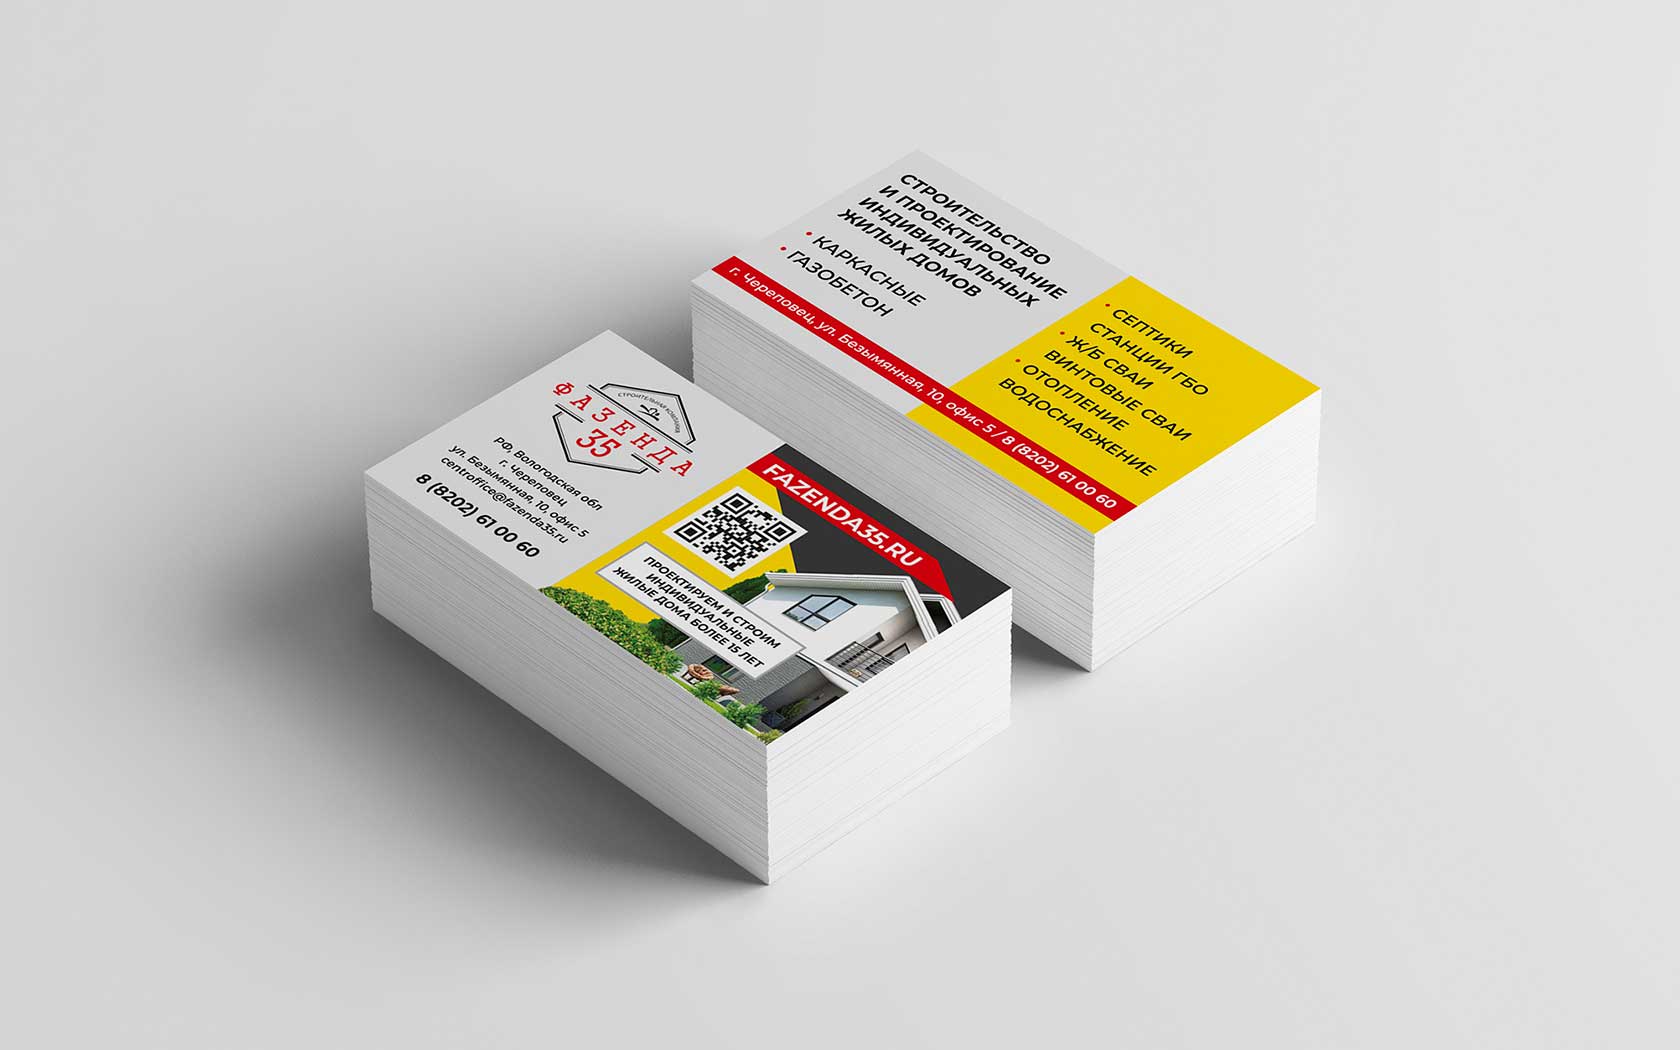 СТРОИТЕЛЬНАЯ КОМПАНИЯ
ФАЗЕНДА
35
РФ, Вологодская обл
г. Череповец
ул. Безымянная, 10, офис 5
centroffice@fazenda35.ru
8 (8202) 61 00 60
FAZENDA35.RU
ПРОЕКТИРУЕМ И СТРОИМ
ИНДИВИДУАЛЬНЫЕ
ЖИЛЫЕ ДОМА БОЛЕЕ 15 ЛЕТ
СТРОИТЕЛЬСТВО
И ПРОЕКТИРОВАНИЕ
ИНДИВИДУАЛЬНЫХ
ЖИЛЫХ ДОМОВ
• КАРКАСНЫЕ
• ГАЗОБЕТОН
• СЕПТИКИ
СТАНЦИИ ГБО
• Ж/Б СВАИ
ВИНТОВЫЕ СВАИ
• ОТОПЛЕНИЕ
ВОДОСНАБЖЕНИЕ
г. Череповец, ул. Безымянная, 10, офис 5 / 8 (8202) 61 00 60